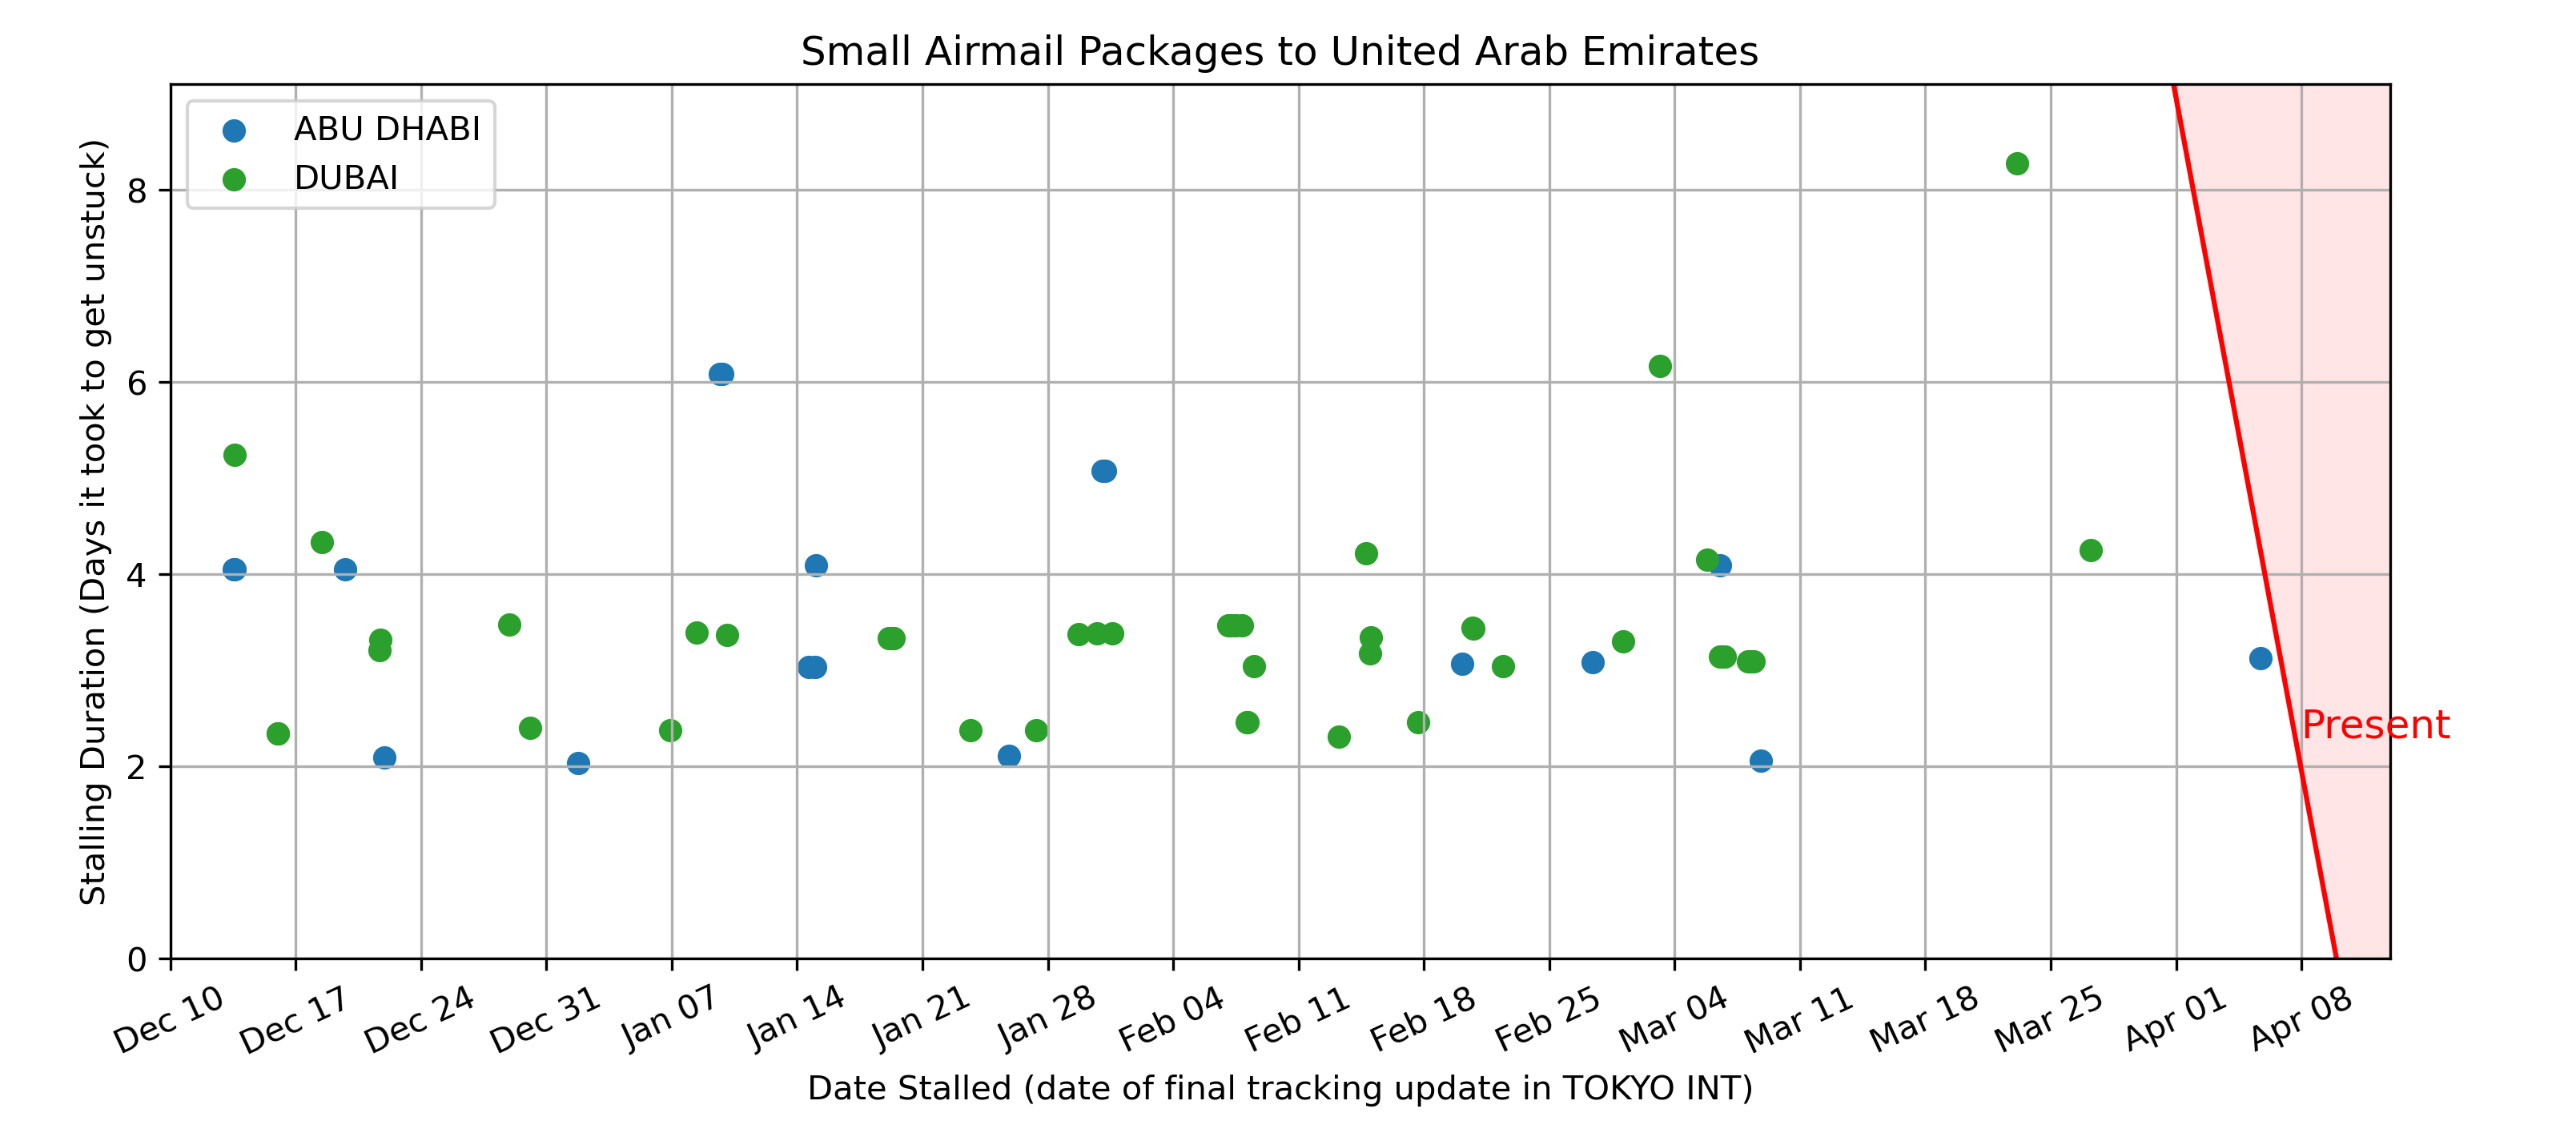 Small Airmail Packages to United Arab Emirates
ABU DHABI
DUBAI
Stalling Duration (Days it took to get unstuck)
8
6
4
2
0
Present
Dec 10
Dec 17
Dec 24
Dec 31
Jan 07
Jan 14
Jan 21
Jan 28
Feb 04
Feb 11
Feb 18
Feb 25
Mar 04
Mar 11
Mar 18
Mar 25
Apr 01
Apr 08
Date Stalled (date of final tracking update in TOKYO INT)